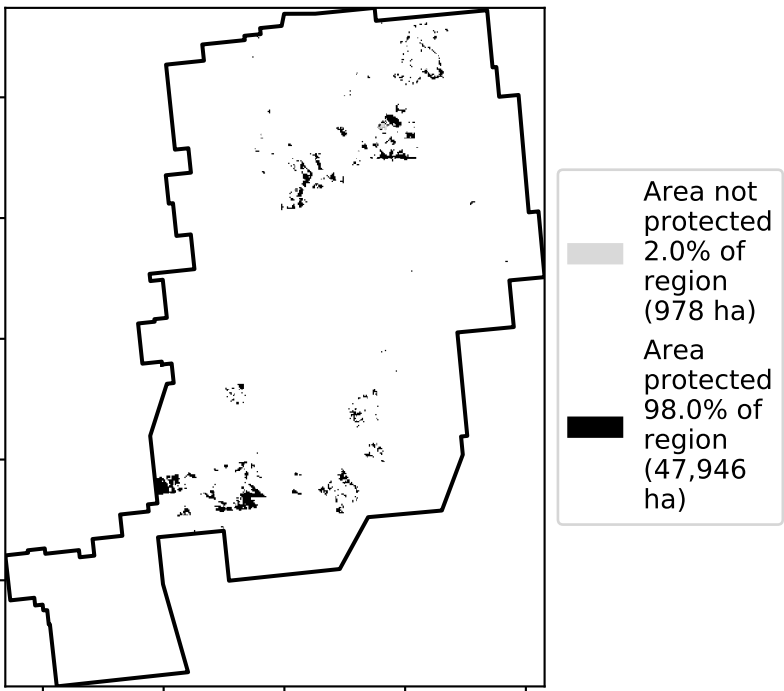 Area not
protected
2.0% of
region
(978 ha)
Area
protected
98.0% of
region
(47,946
ha)